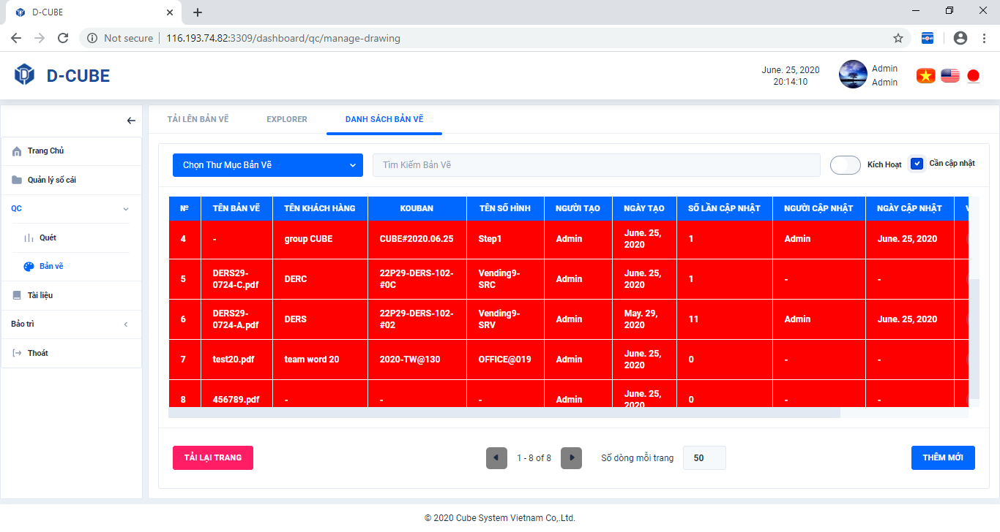 D-CUBE
Not secure 116.193.74.82:3309/dashboard/qc/manage-drawing
D-CUBE
June. 25, 2020
20:14:10
Admin
Admin
TẢI LÊN BẢN VẼ EXPLORER DANH SÁCH BẢN VẼ
Trang Chủ
Quản lý sổ cái
QC
Quét
Bản vẽ
Tài liệu
Bảo trì
Thoát
Chọn Thư Mục Bản Vẽ Tìm Kiếm Bản Vẽ Kích Hoạt Cần cập nhật
Nº TÊN BẢN VẼ TÊN KHÁCH HÀNG KOUBAN TÊN SỐ HÌNH NGƯỜI TẠO NGÀY TẠO SỐ LẦN CẬP NHẬT NGƯỜI CẬP NHẬT NGÀY CẬP NHẬT
4 - group CUBE CUBE#2020.06.25 Step1 Admin June. 25, 2020 1 Admin June. 25, 2020
5 DERS29-0724-C.pdf DERC 22P29-DERS-102-#0C Vending9-SRC Admin June. 25, 2020 1 - -
6 DERS29-0724-A.pdf DERS 22P29-DERS-102-#02 Vending9-SRV Admin May. 29, 2020 11 Admin June. 25, 2020
7 test20.pdf team word 20 2020-TW@130 OFFICE@019 Admin June. 25, 2020 0 - -
8 456789.pdf - - - Admin June. 25, 2020 0 - -
TẢI LẠI TRANG 1 - 8 of 8 Số dòng mỗi trang 50 THÊM MỚI
© 2020 Cube System Vietnam Co,.Ltd.